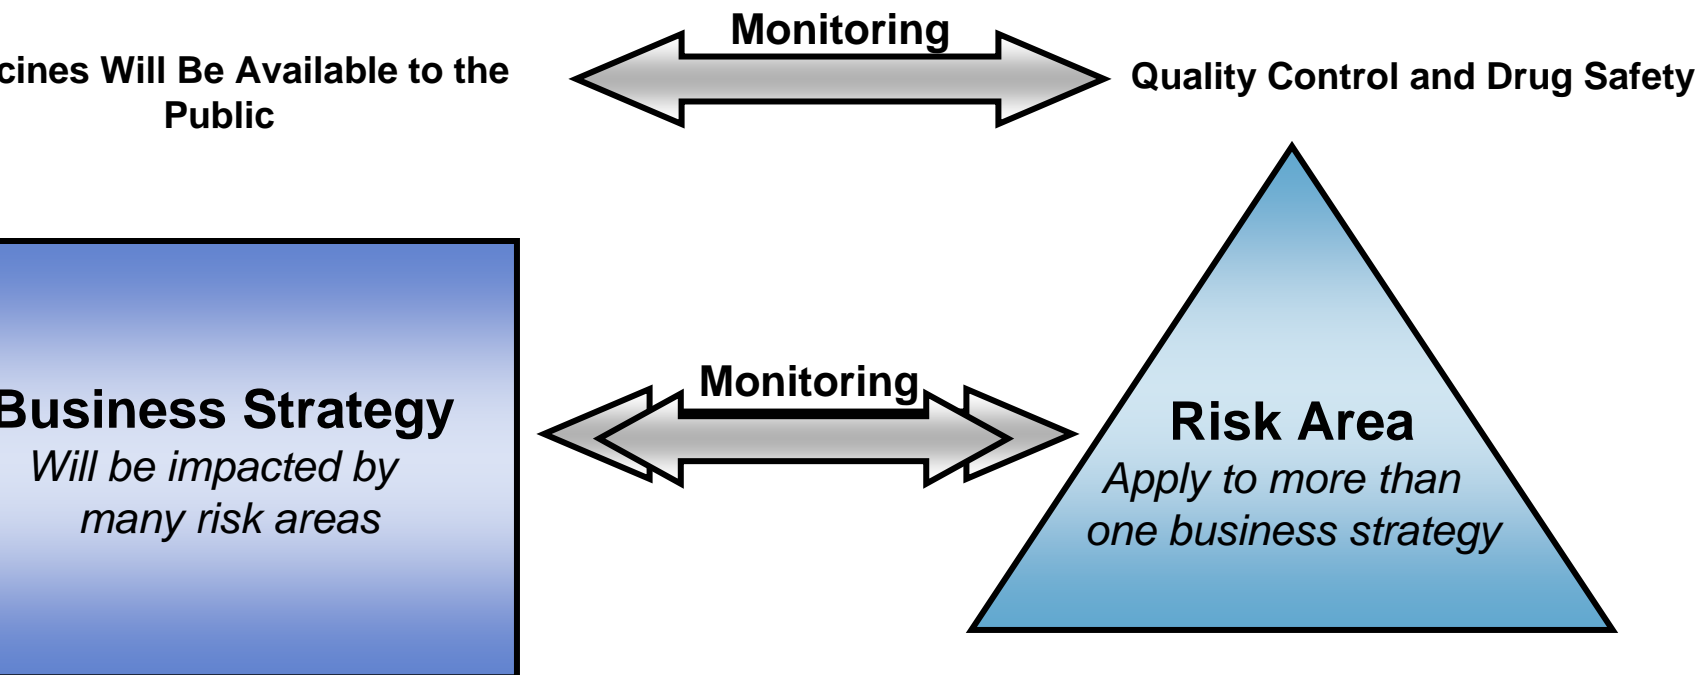 Monitoring
Will Be Available to the
Public
Quality Control and Drug Safety
Business Strategy
Will be impacted by
many risk areas
Monitoring
Risk Area
Apply to more than
one business strategy